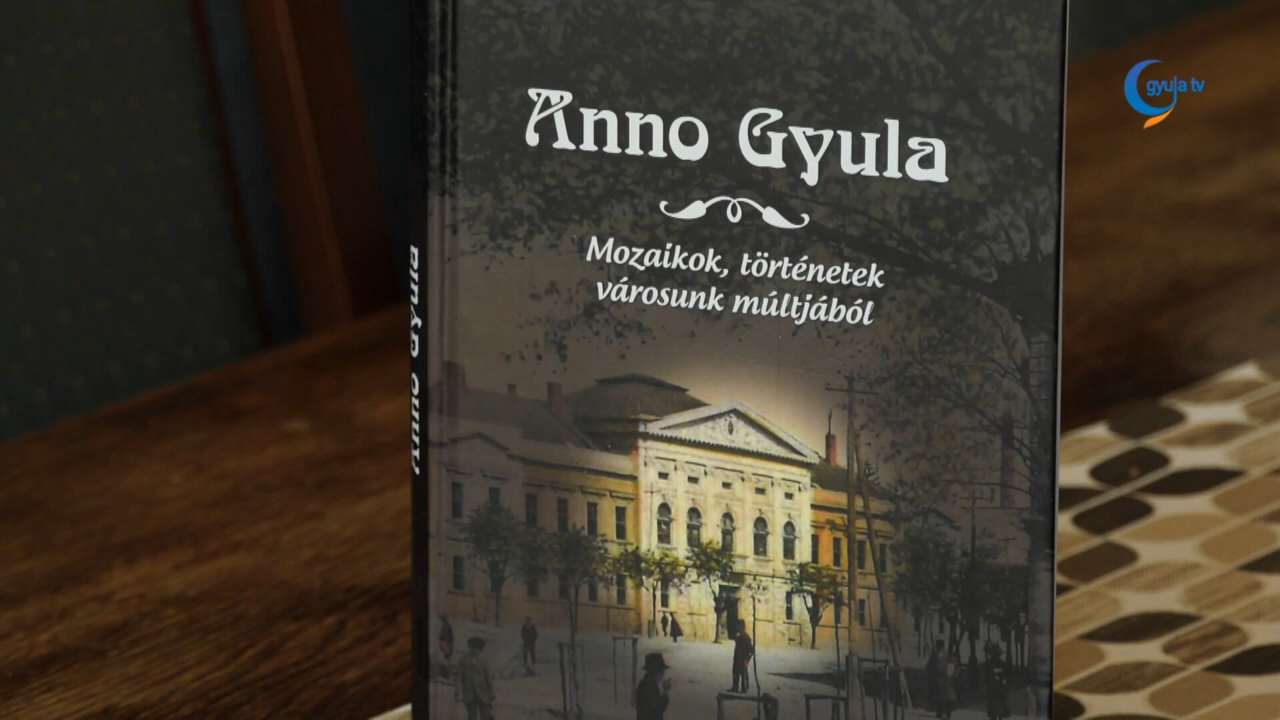 Anno Gyula
Mozaikok, történetek
városunk múltjából
Anno Gyula
gyula tv